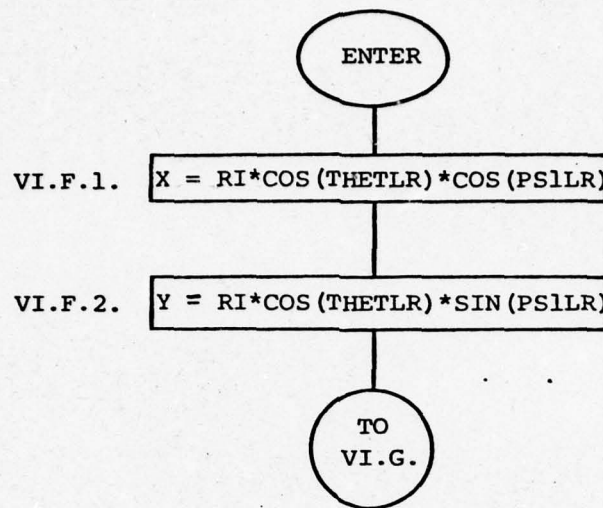 ENTER
VI.F.1. X = RI*COS(THETLR)*COS(PS1LR)
VI.F.2. Y = RI*COS(THETLR)*SIN(PS1LR)
TO
VI.G.